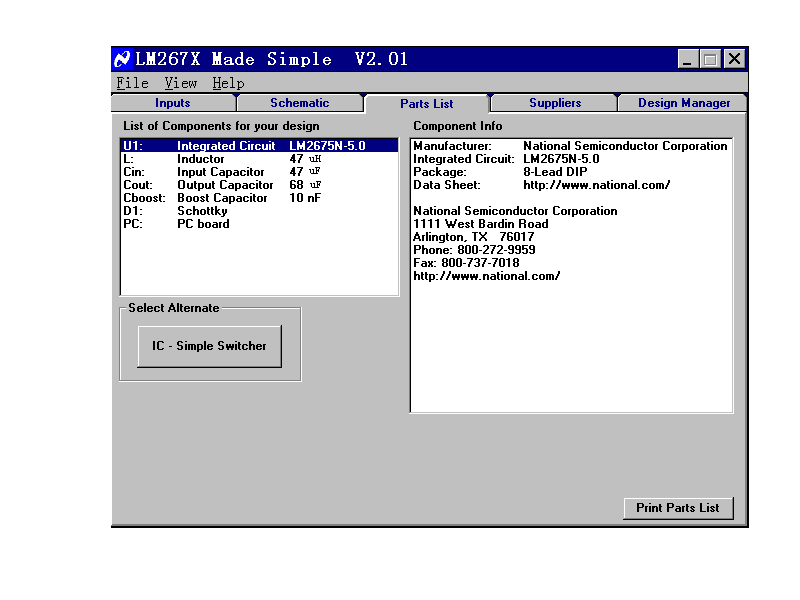 LM267X Made Simple V2.01
File View Help
Inputs Schematic Parts List Suppliers Design Manager
List of Components for your design
U1: Integrated Circuit LM2675N-5.0
L: Inductor 47 uH
Cin: Input Capacitor 47 uF
Cout: Output Capacitor 68 uF
Cboost: Boost Capacitor 10 nF
D1: Schottky
PC: PC board
Select Alternate
IC - Simple Switcher
Component Info
Manufacturer: National Semiconductor Corporation
Integrated Circuit: LM2675N-5.0
Package: 8-Lead DIP
Data Sheet: http://www.national.com/
National Semiconductor Corporation
1111 West Bardin Road
Arlington, TX 76017
Phone: 800-272-9959
Fax: 800-737-7018
http://www.national.com/
Print Parts List